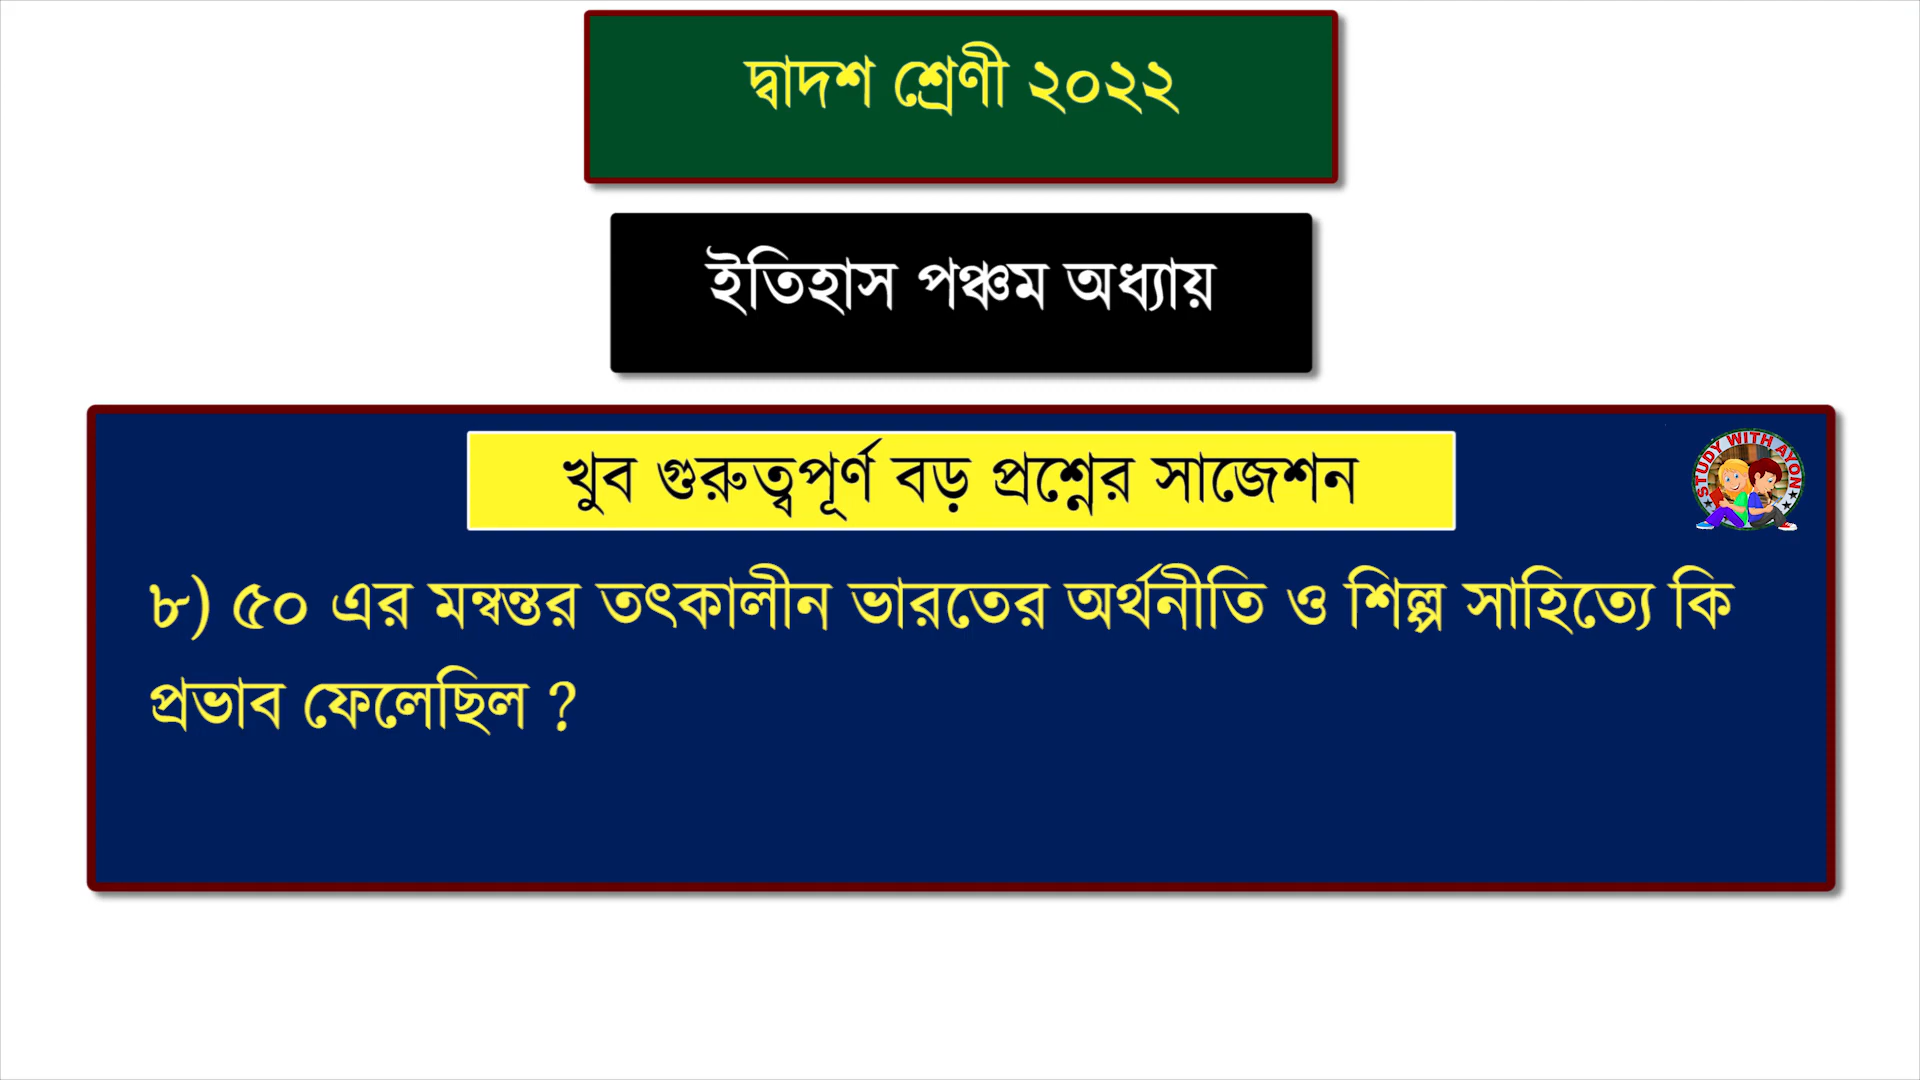 দ্বাদশ শ্রেণী ২০২২
ইতিহাস পঞ্চম অধ্যায়
খুব গুরুত্বপূর্ণ বড় প্রশ্নের সাজেশন
STUDY WITH AYON
৮) ৫০ এর মন্বন্তর তৎকালীন ভারতের অর্থনীতি ও শিল্প সাহিত্যে কি
প্রভাব ফেলেছিল ?